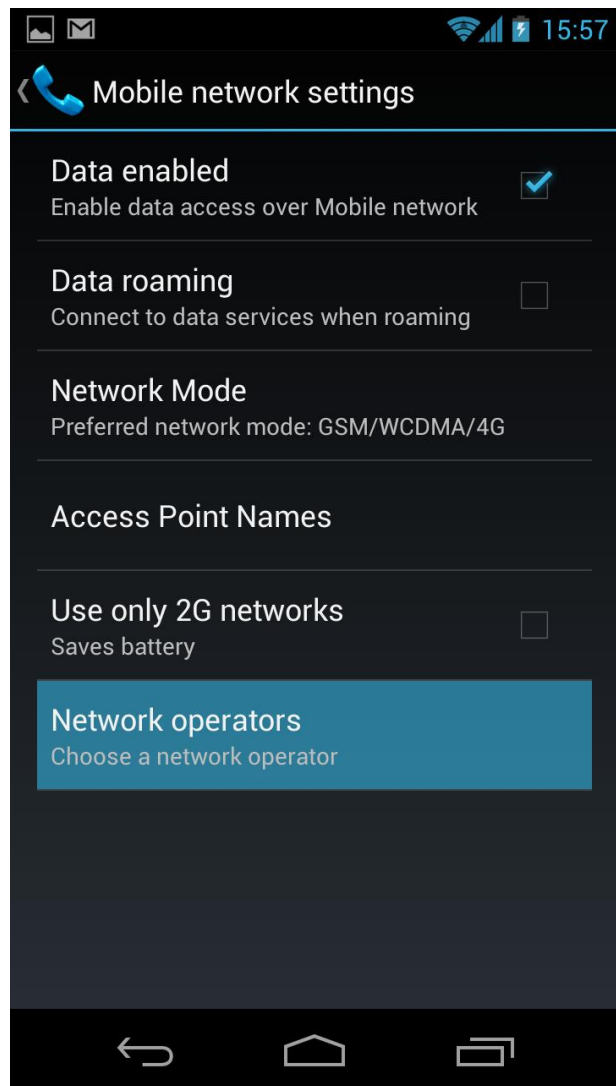 15:57
Mobile network settings
Data enabled
Enable data access over Mobile network
Data roaming
Connect to data services when roaming
Network Mode
Preferred network mode: GSM/WCDMA/4G
Access Point Names
Use only 2G networks
Saves battery
Network operators
Choose a network operator